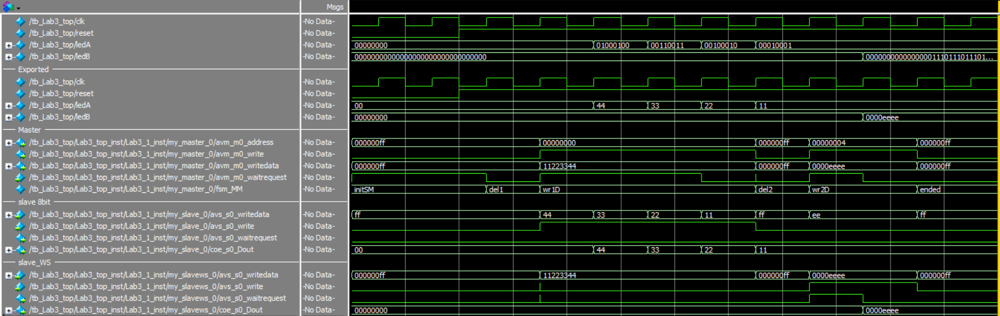 Msgs
/tb_Lab3_top/clk -No Data-
/tb_Lab3_top/reset -No Data-
/tb_Lab3_top/ledA -No Data- 00000000 01000100 00110011 00100010 00010001
/tb_Lab3_top/ledB -No Data- 00000000000000000000000000000000 00000000000000001110111011101...
Exported
/tb_Lab3_top/clk -No Data-
/tb_Lab3_top/reset -No Data-
/tb_Lab3_top/ledA -No Data- 00 44 33 22 11
/tb_Lab3_top/ledB -No Data- 00000000 0000eeee
Master
/tb_Lab3_top/Lab3_top_inst/Lab3_1_inst/my_master_0/avm_m0_address -No Data- 000000ff 00000000 000000ff 00000004 000000ff
/tb_Lab3_top/Lab3_top_inst/Lab3_1_inst/my_master_0/avm_m0_write -No Data-
/tb_Lab3_top/Lab3_top_inst/Lab3_1_inst/my_master_0/avm_m0_writedata -No Data- 000000ff 11223344 000000ff 0000eeee 000000ff
/tb_Lab3_top/Lab3_top_inst/Lab3_1_inst/my_master_0/avm_m0_waitrequest -No Data-
/tb_Lab3_top/Lab3_top_inst/Lab3_1_inst/my_master_0/fsm_MM -No Data- initSM del1 wr1D del2 wr2D ended
slave 8bit
/tb_Lab3_top/Lab3_top_inst/Lab3_1_inst/my_slave_0/avs_s0_writedata -No Data- ff 44 33 22 11 ff ee ff
/tb_Lab3_top/Lab3_top_inst/Lab3_1_inst/my_slave_0/avs_s0_write -No Data-
/tb_Lab3_top/Lab3_top_inst/Lab3_1_inst/my_slave_0/avs_s0_waitrequest -No Data-
/tb_Lab3_top/Lab3_top_inst/Lab3_1_inst/my_slave_0/coe_s0_Dout -No Data- 00 44 33 22 11
slave_WS
/tb_Lab3_top/Lab3_top_inst/Lab3_1_inst/my_slavews_0/avs_s0_writedata -No Data- 000000ff 11223344 000000ff 0000eeee 000000ff
/tb_Lab3_top/Lab3_top_inst/Lab3_1_inst/my_slavews_0/avs_s0_write -No Data-
/tb_Lab3_top/Lab3_top_inst/Lab3_1_inst/my_slavews_0/avs_s0_waitrequest -No Data-
/tb_Lab3_top/Lab3_top_inst/Lab3_1_inst/my_slavews_0/coe_s0_Dout -No Data- 00000000 0000eeee